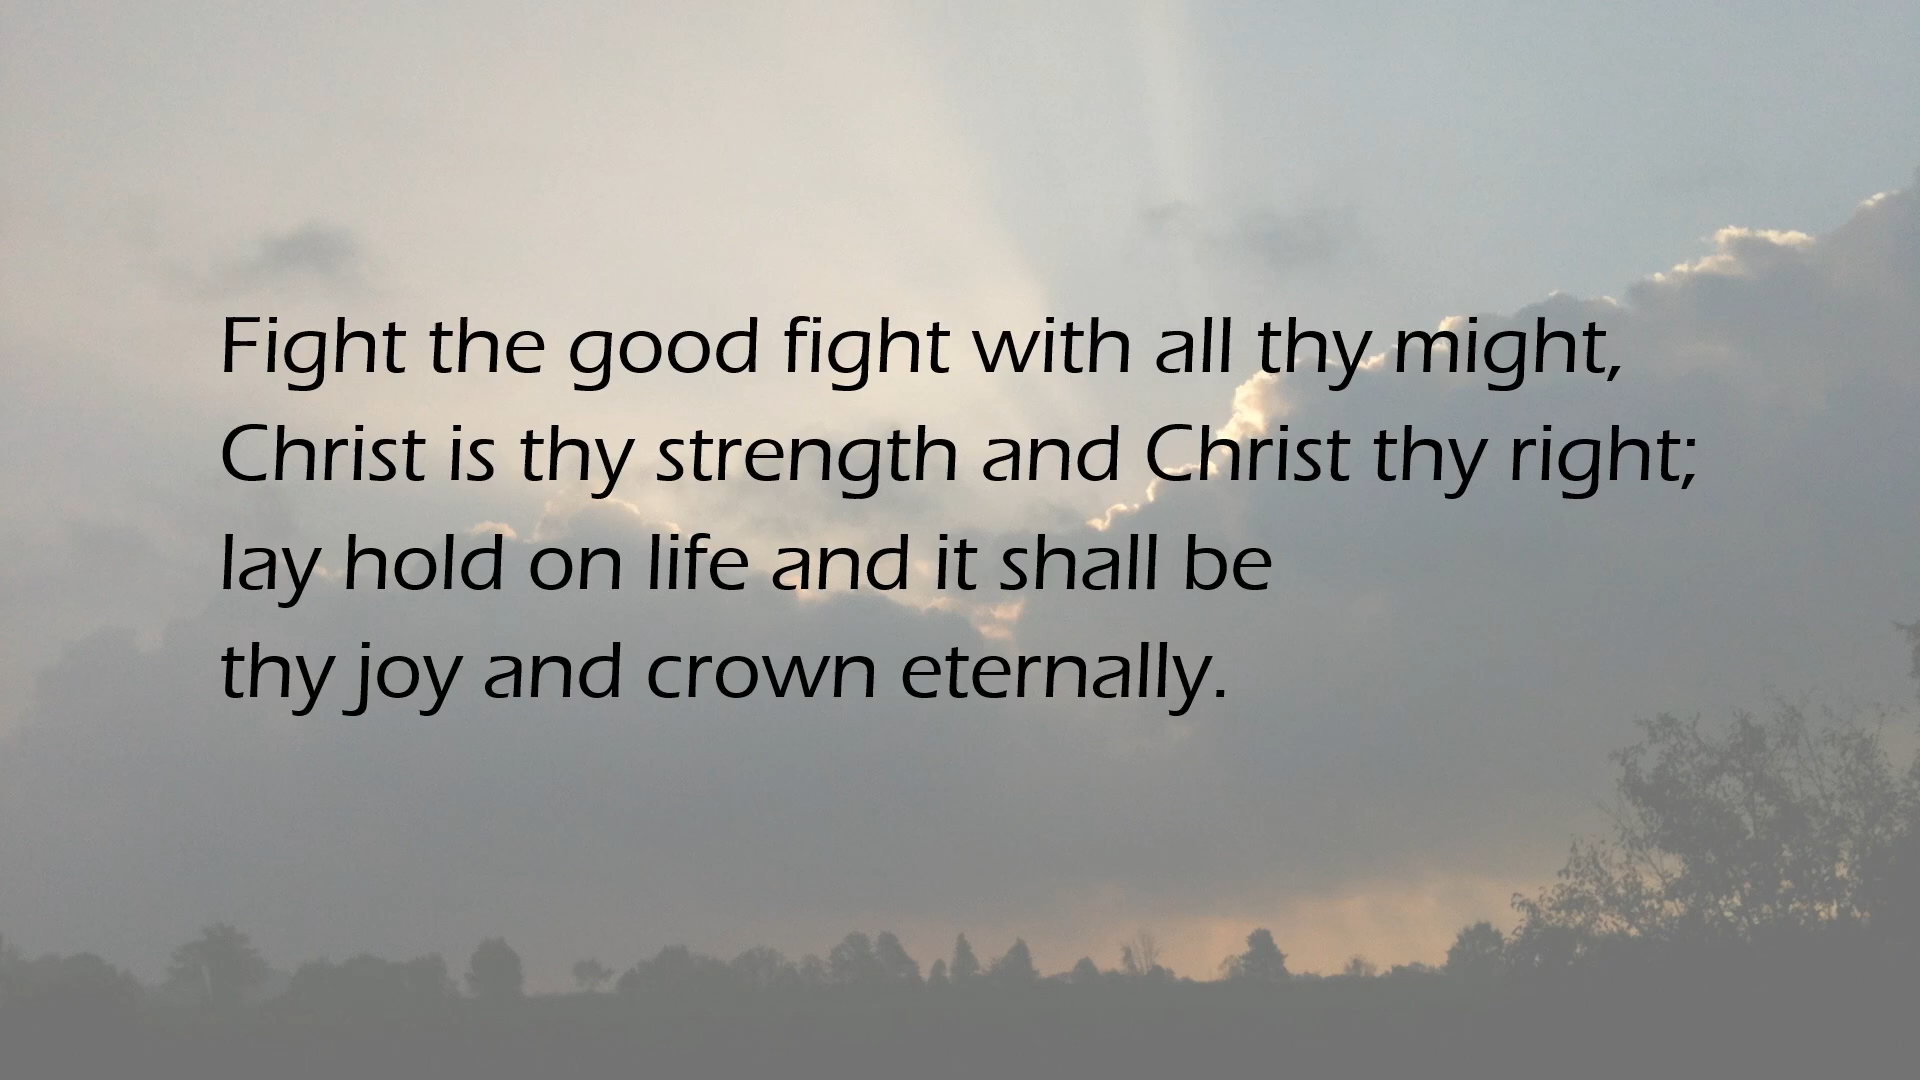 Fight the good fight with all thy might,
Christ is thy strength and Christ thy right;
lay hold on life and it shall be
thy joy and crown eternally.